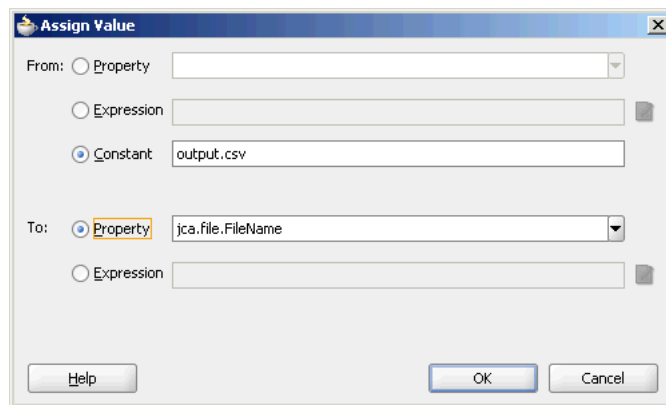 Assign Value
From: Property
Expression
Constant output.csv
To: Property jca.file.FileName
Expression
Help OK Cancel